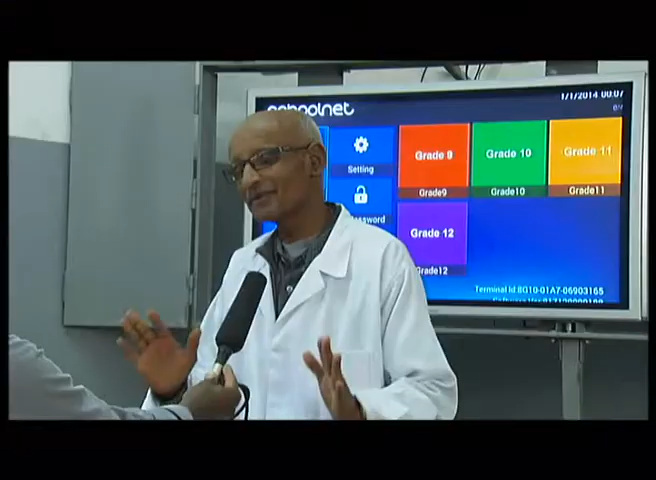 1/1/2014 00:07
schoolnet
Setting
Password
Grade 9
Grade9
Grade 10
Grade10
Grade 11
Grade11
Grade 12
Grade12
Terminal Id 8G10-01A7-06903165